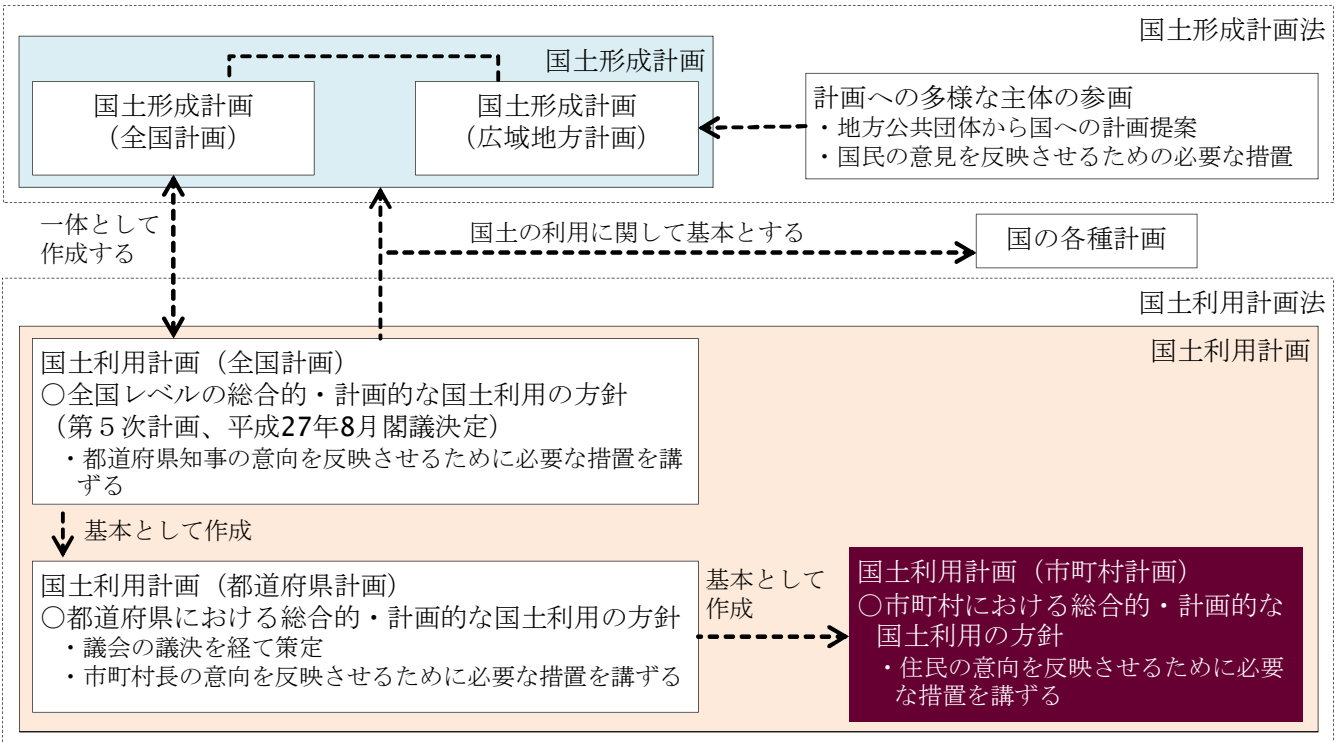 国土形成計画法
国土形成計画
国土形成計画
（全国計画）
国土形成計画
（広域地方計画）
計画への多様な主体の参画
・地方公共団体から国への計画提案
・国民の意見を反映させるための必要な措置
一体として
作成する
国土の利用に関して基本とする
国の各種計画
国土利用計画法
国土利用計画
国土利用計画（全国計画）
○全国レベルの総合的・計画的な国土利用の方針
（第５次計画、平成27年8月閣議決定）
・都道府県知事の意向を反映させるために必要な措置を講
ずる
基本として作成
国土利用計画（都道府県計画）
○都道府県における総合的・計画的な国土利用の方針
・議会の議決を経て策定
・市町村長の意向を反映させるために必要な措置を講ずる
基本として
作成
国土利用計画（市町村計画）
○市町村における総合的・計画的な
国土利用の方針
・住民の意向を反映させるために必要
な措置を講ずる